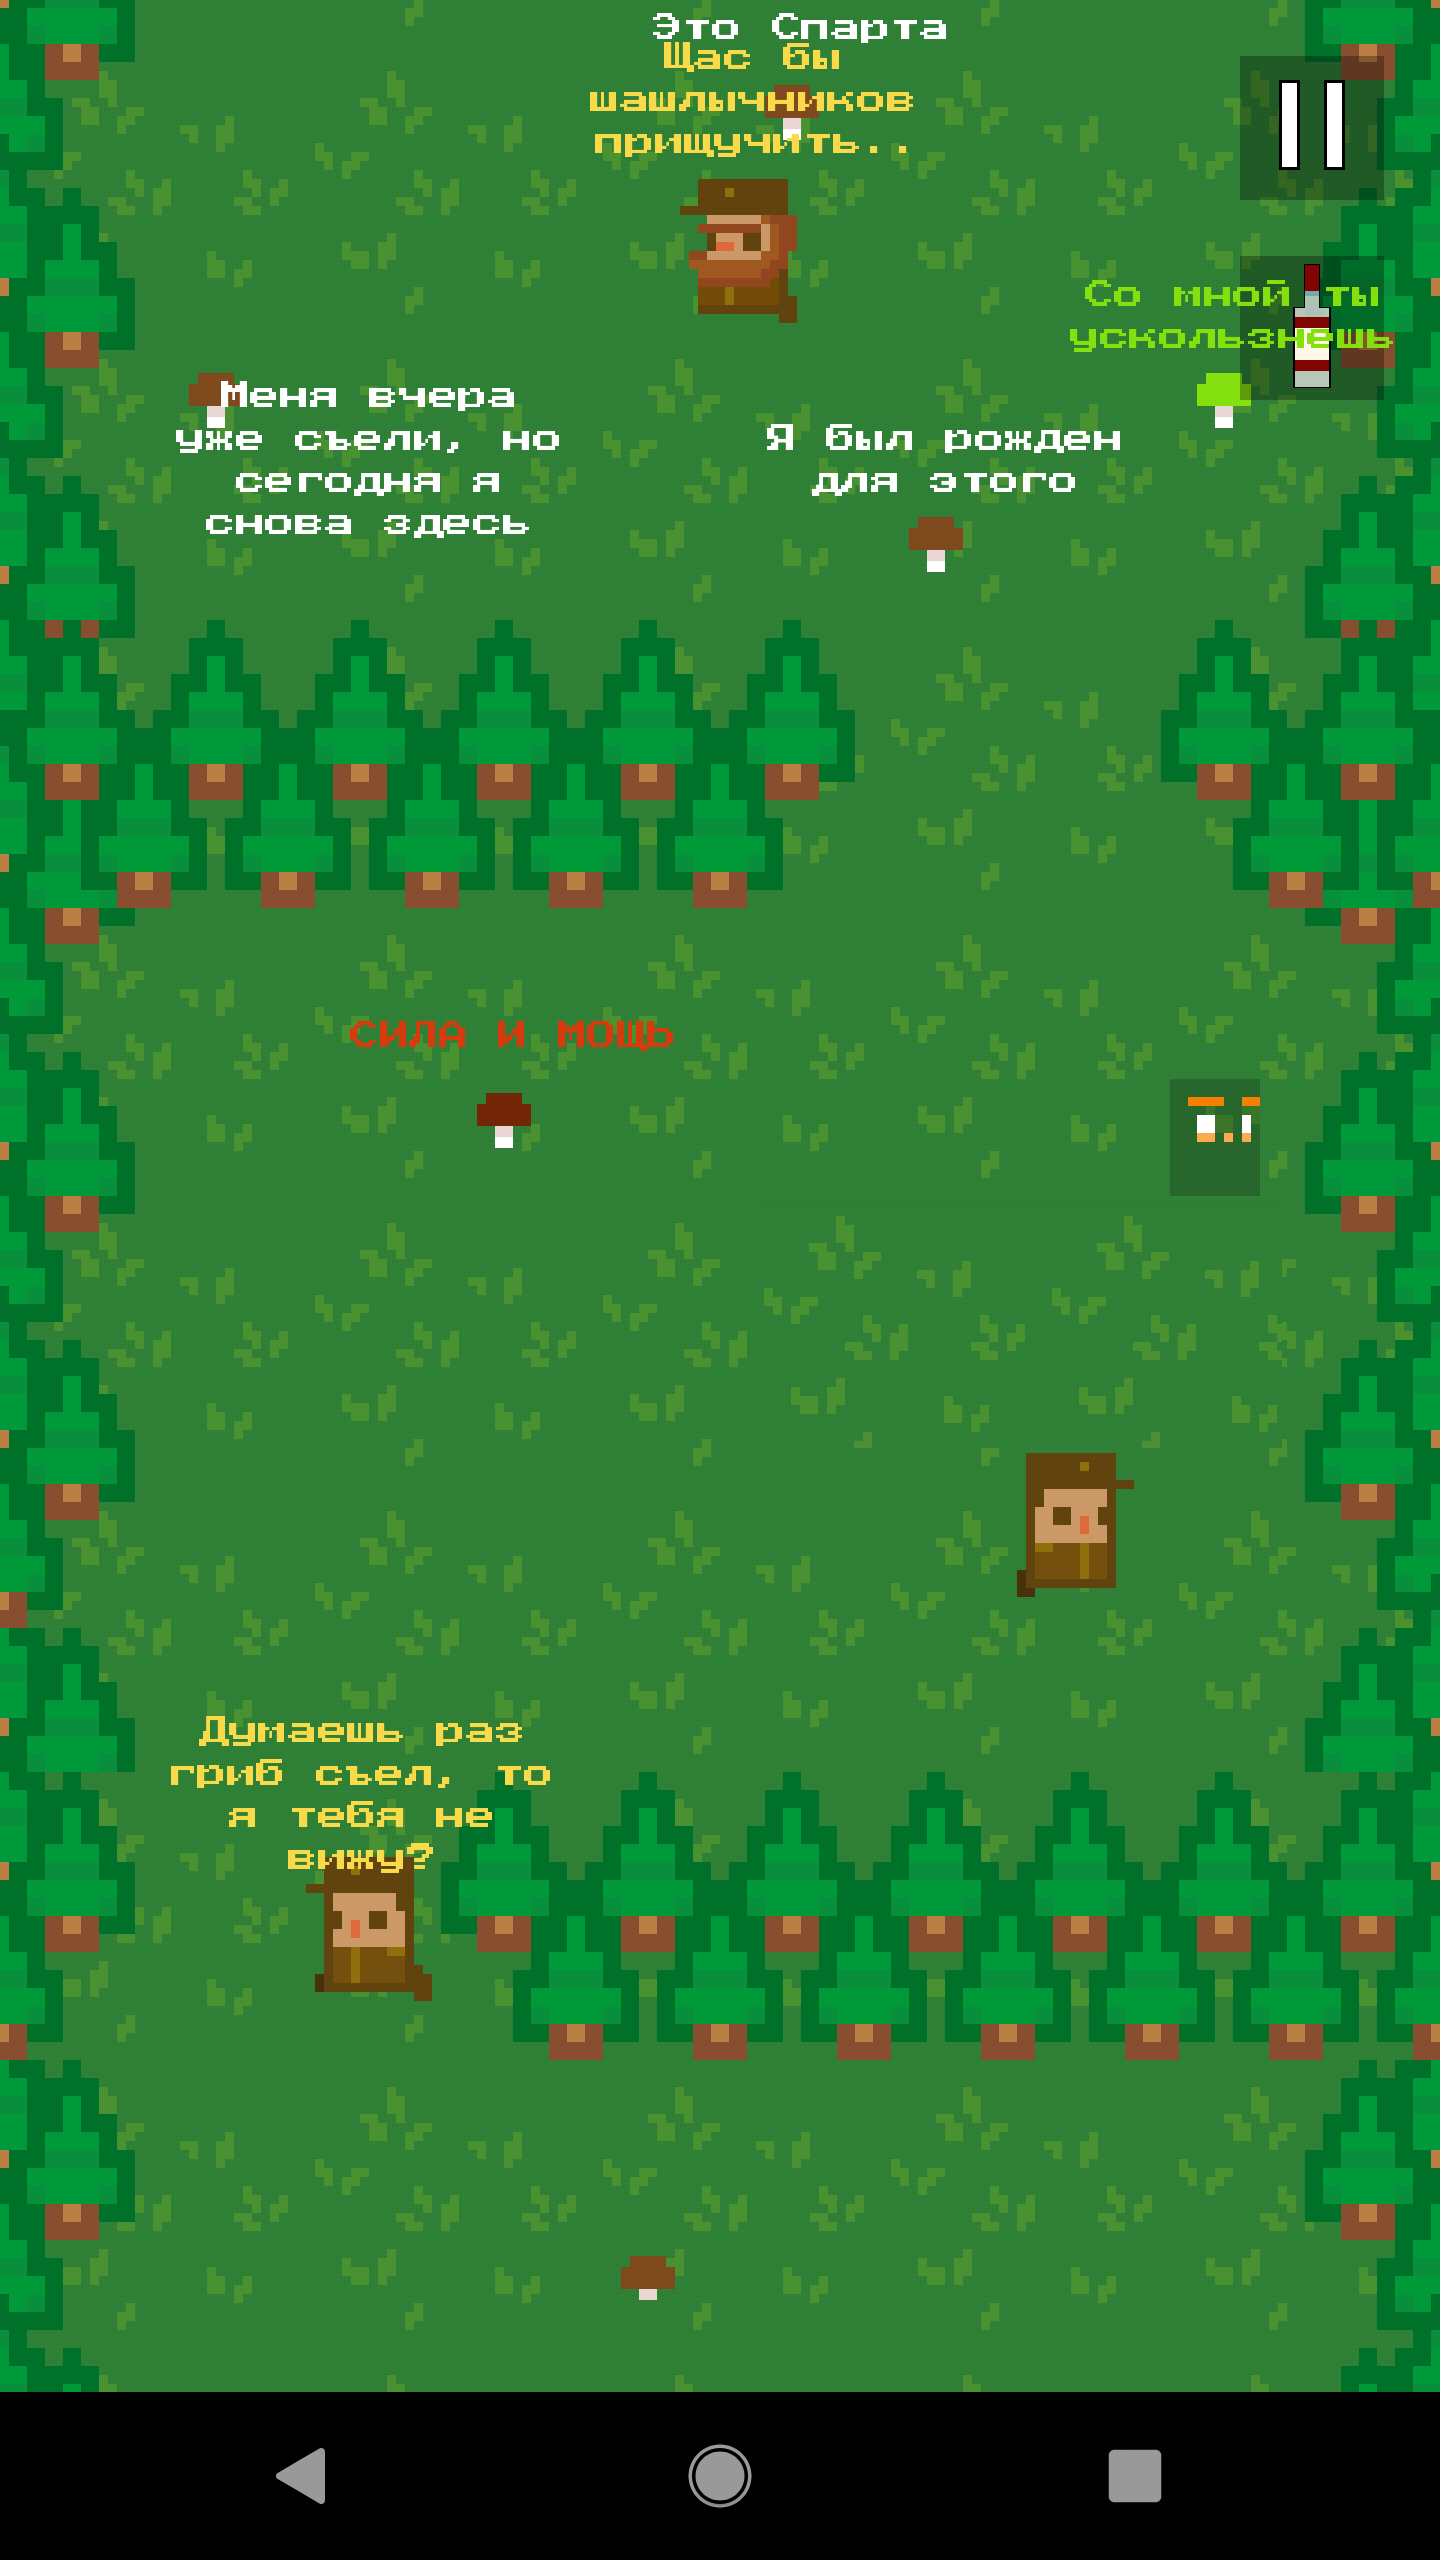 Это Спарта
Щас бы
шашлычников
прищучить..
Со мной ты
ускользнешь
Меня вчера
уже съели, но
сегодня я
снова здесь
Я был рожден
для этого
СИЛА И МОЩЬ
Думаешь раз
гриб съел, то
я тебя не
вижу?